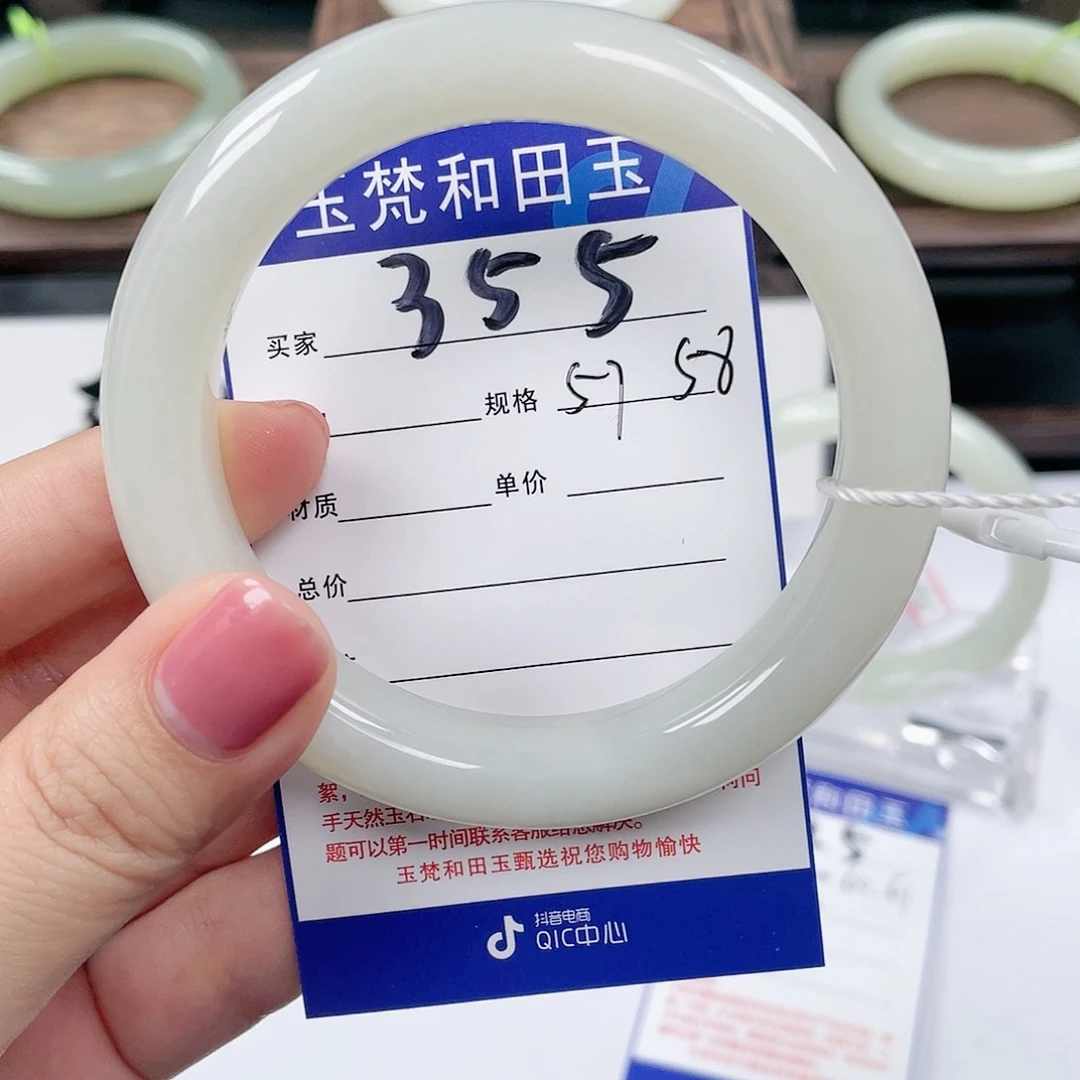 玉梵和田玉
买家 355
规格 57 58
材质 单价
总价
絮，
手天然玉石
题可以第一时间联系客服给您解决。
玉梵和田玉甄选祝您购物愉快
抖音电商
QIC中心